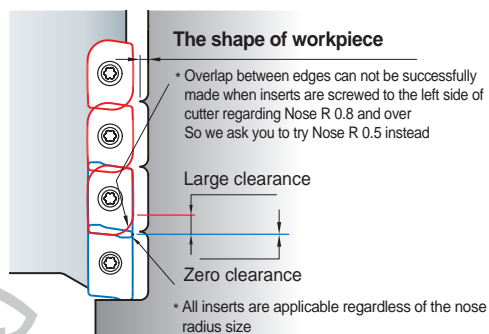 The shape of workpiece
* Overlap between edges can not be successfully
made when inserts are screwed to the left side of
cutter regarding Nose R 0.8 and over
So we ask you to try Nose R 0.5 instead
Large clearance
Zero clearance
* All inserts are applicable regardless of the nose
radius size